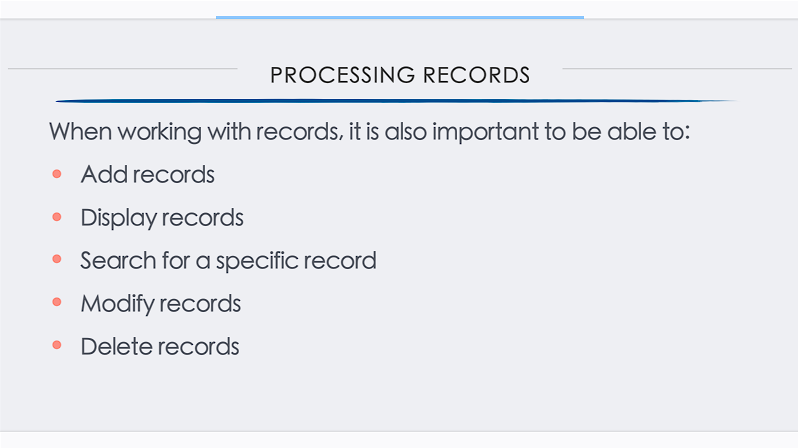 PROCESSING RECORDS
When working with records, it is also important to be able to:
Add records
Display records
Search for a specific record
Modify records
Delete records